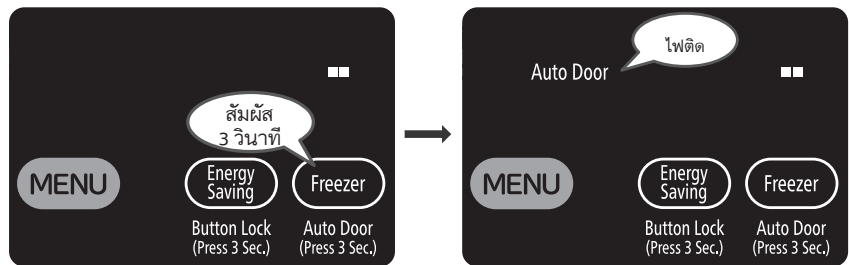 สัมผัส
3 วินาที
MENU
Energy
Saving
Freezer
Button Lock
(Press 3 Sec.)
Auto Door
(Press 3 Sec.)
ไฟติด
Auto Door
MENU
Energy
Saving
Freezer
Button Lock
(Press 3 Sec.)
Auto Door
(Press 3 Sec.)